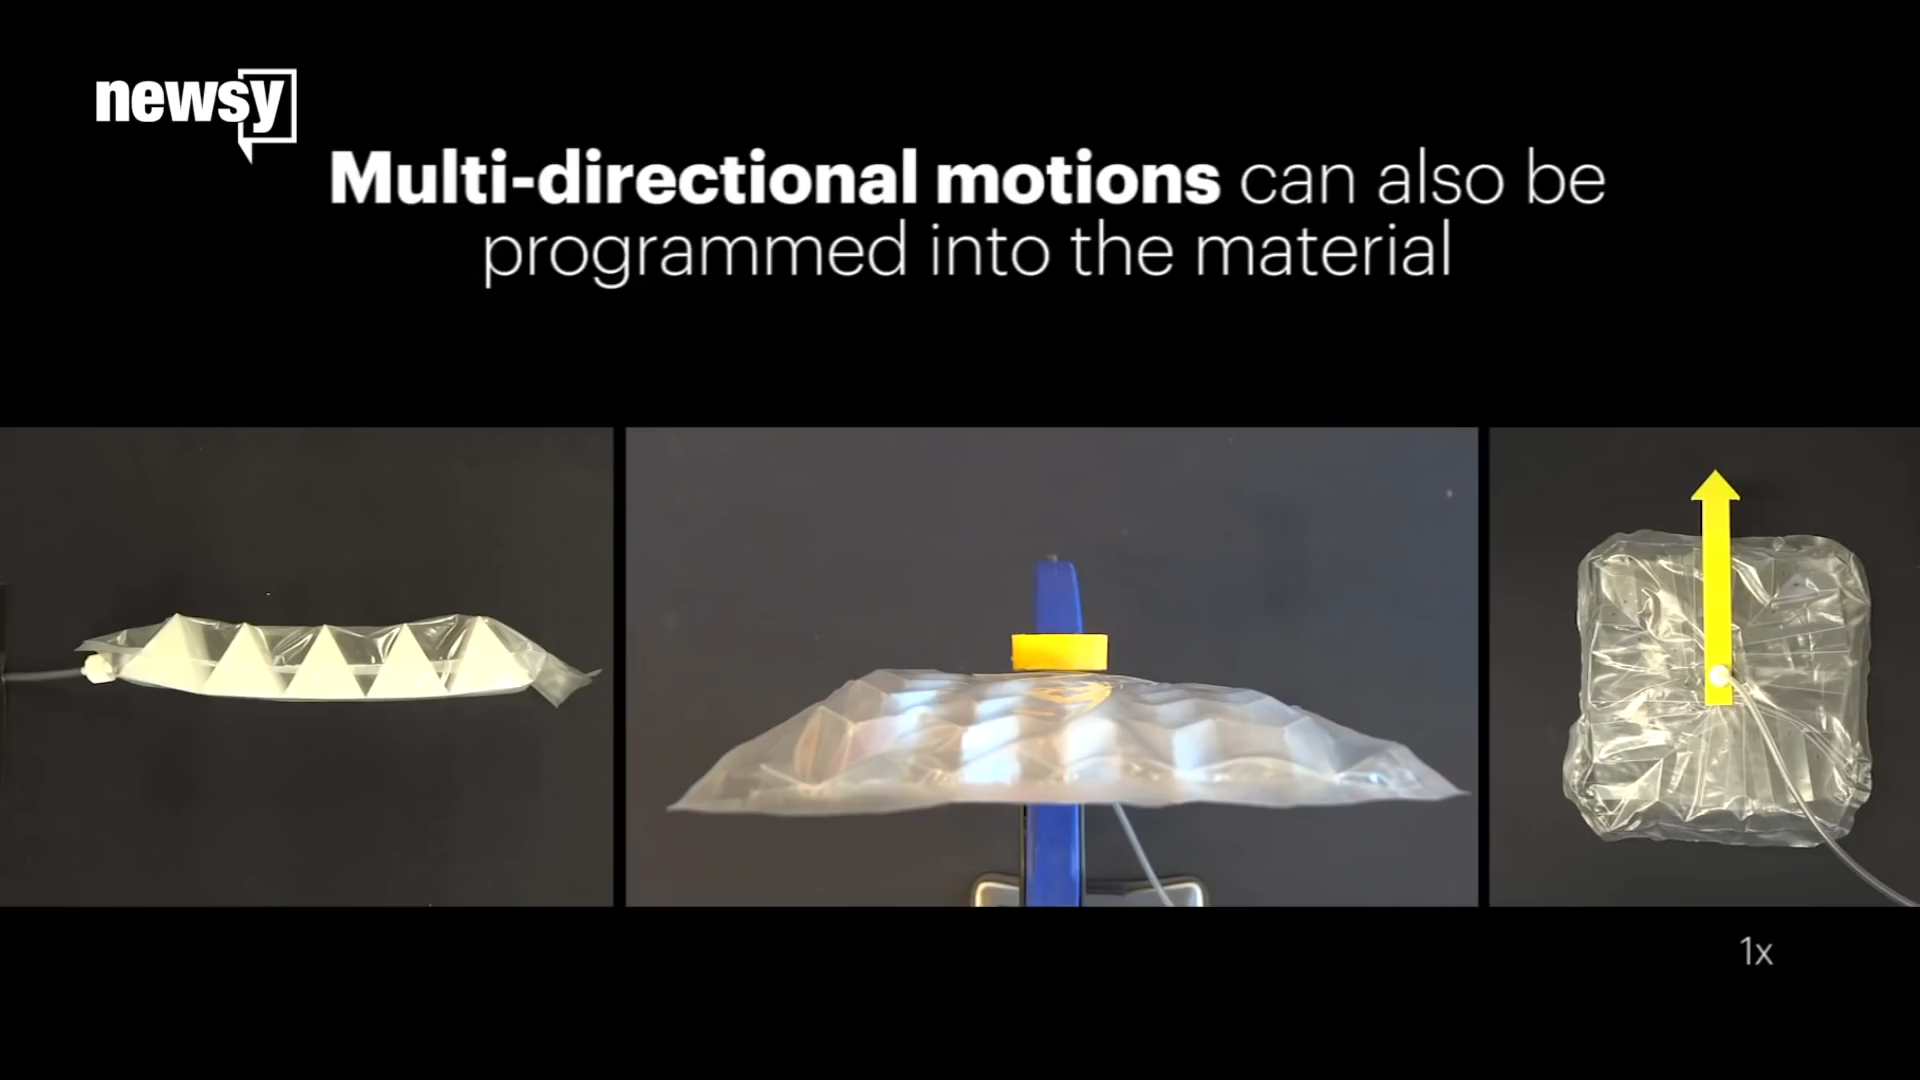 newsy
Multi-directional motions can also be
programmed into the material
1x